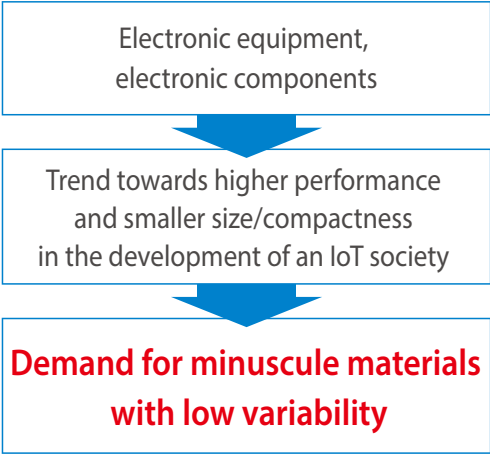 Electronic equipment,
electronic components
Trend towards higher performance
and smaller size/compactness
in the development of an IoT society
Demand for minuscule materials
with low variability